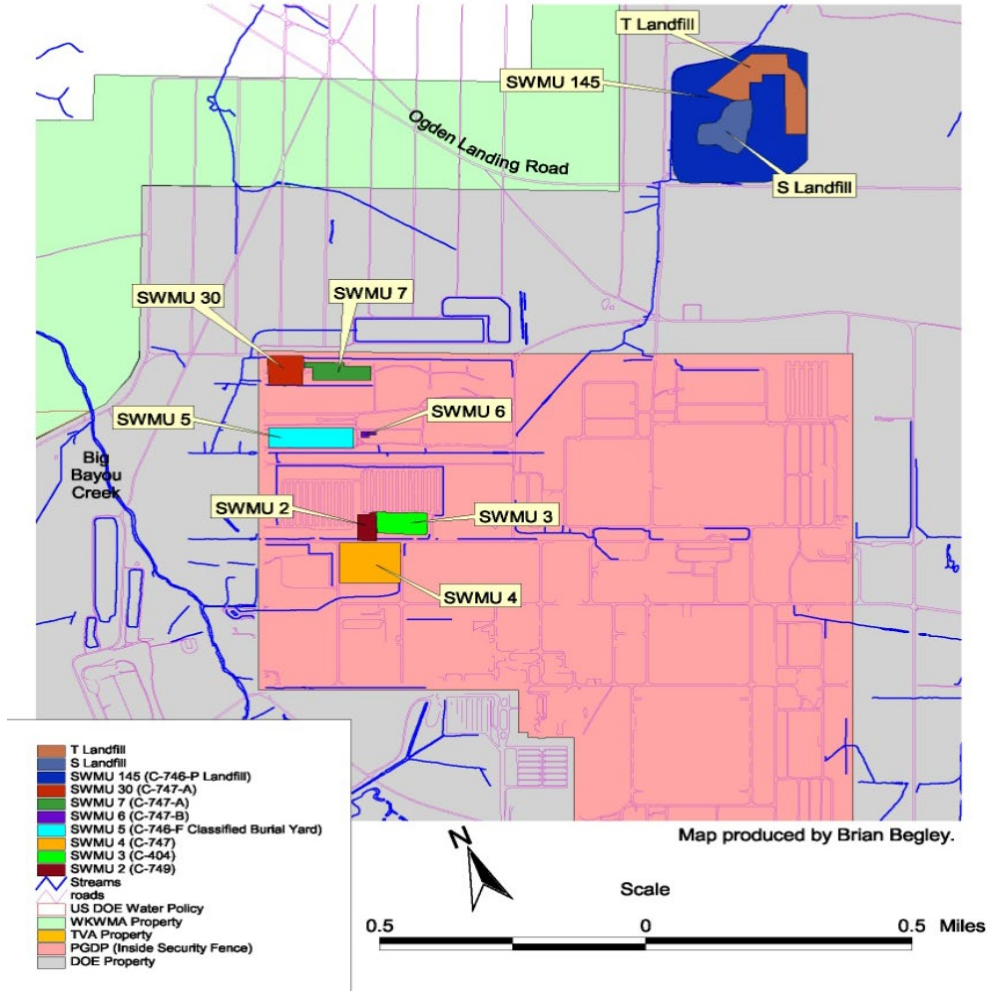 T Landfill
SWMU 145
Ogden Landing Road
S Landfill
SWMU 30
SWMU 7
SWMU 5
SWMU 6
Big
Bayou
Creek
SWMU 2
SWMU 3
SWMU 4
T Landfill
S Landfill
SWMU 145 (C-746-P Landfill)
SWMU 30 (C-747-A)
SWMU 7 (C-747-A)
SWMU 6 (C-747-B)
SWMU 5 (C-746-F Classified Burial Yard)
SWMU 4 (C-747)
SWMU 3 (C-404)
SWMU 2 (C-749)
Streams
roads
US DOE Water Policy
WKWMA Property
TVA Property
PGDP (Inside Security Fence)
DOE Property
Map produced by Brian Begley.
N
Scale
0.5 0 0.5 Miles